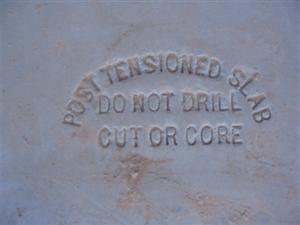 POST TENSIONED SLAB
DO NOT DRILL
CUT OR CORE